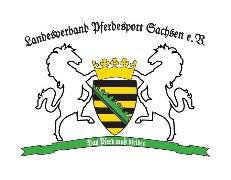 Landesverband Pferdesport Sachsen e.V.
Das Pferd muß bleiben